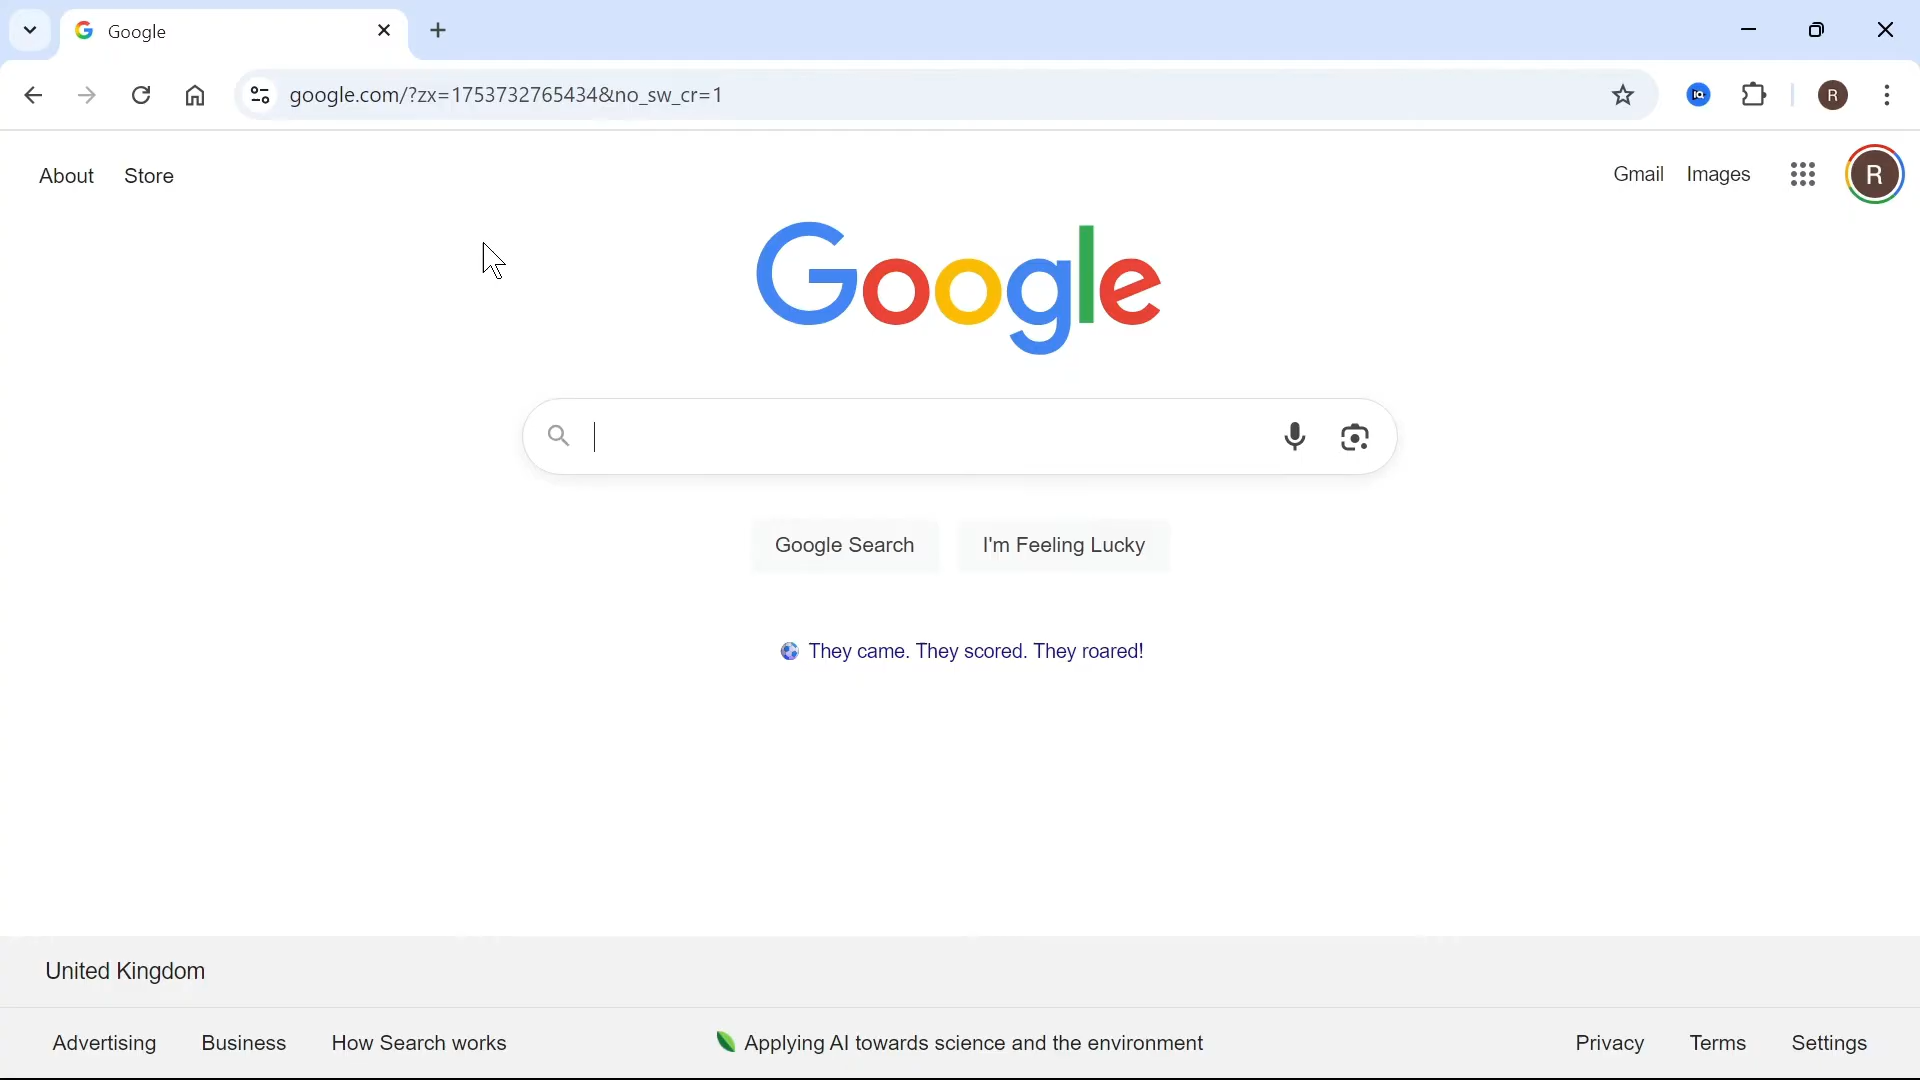 Google
google.com/?zx=1753732765434&no_sw_cr=1
R
About Store
Gmail Images
R
Google
Google Search I'm Feeling Lucky
They came. They scored. They roared!
United Kingdom
Advertising Business How Search works
Applying AI towards science and the environment
Privacy Terms Settings